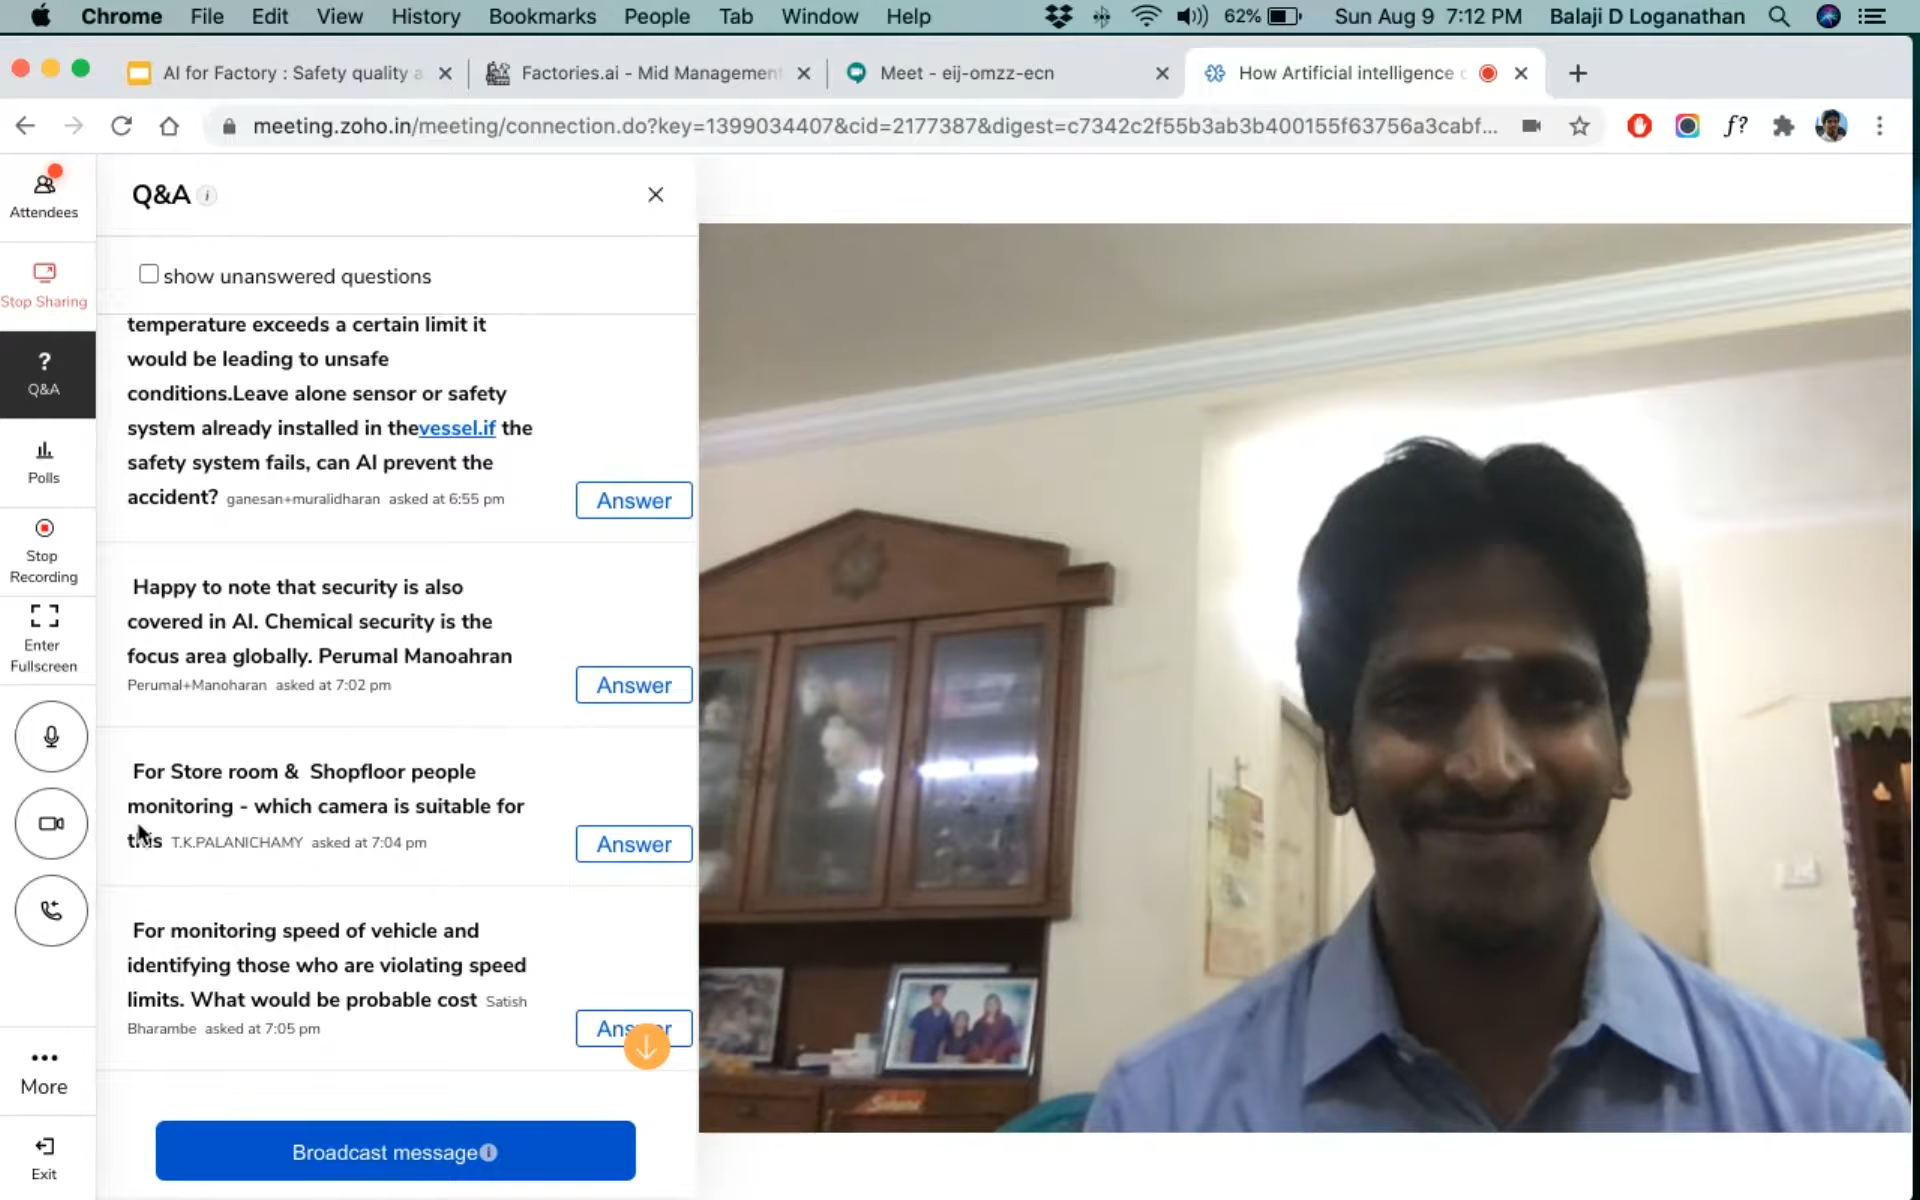 Chrome File Edit View History Bookmarks People Tab Window Help 62% Sun Aug 9 7:12 PM Balaji D Loganathan
AI for Factory : Safety quality a
Factories.ai - Mid Managemen
Meet - eij-omzz-ecn
How Artificial intelligence c
meeting.zoho.in/meeting/connection.do?key=1399034407&cid=2177387&digest=c7342c2f55b3ab3b400155f63756a3cabf...
f?
Attendees
Stop Sharing
?
Q&A
Polls
Stop
Recording
Enter
Fullscreen
More
Exit
Q&A i
show unanswered questions
temperature exceeds a certain limit it
would be leading to unsafe
conditions.Leave alone sensor or safety
system already installed in thevessel.if the
safety system fails, can AI prevent the
accident? ganesan+muralidharan asked at 6:55 pm
Answer
Happy to note that security is also
covered in AI. Chemical security is the
focus area globally. Perumal Manoahran
Perumal+Manoharan asked at 7:02 pm
Answer
For Store room & Shopfloor people
monitoring - which camera is suitable for
this T.K.PALANICHAMY asked at 7:04 pm
Answer
For monitoring speed of vehicle and
identifying those who are violating speed
limits. What would be probable cost Satish
Bharambe asked at 7:05 pm
Answer
Broadcast message i